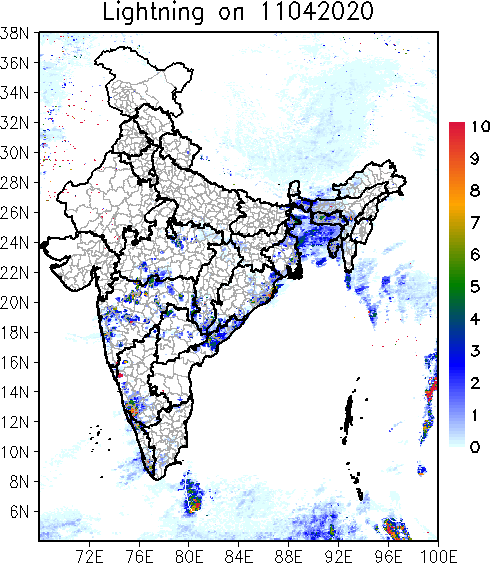 Lightning on 11042020
38N
36N
34N
32N
30N
28N
26N
24N
22N
20N
18N
16N
14N
12N
10N
8N
6N
72E 76E 80E 84E 88E 92E 96E 100E
10
9
8
7
6
5
4
3
2
1
0